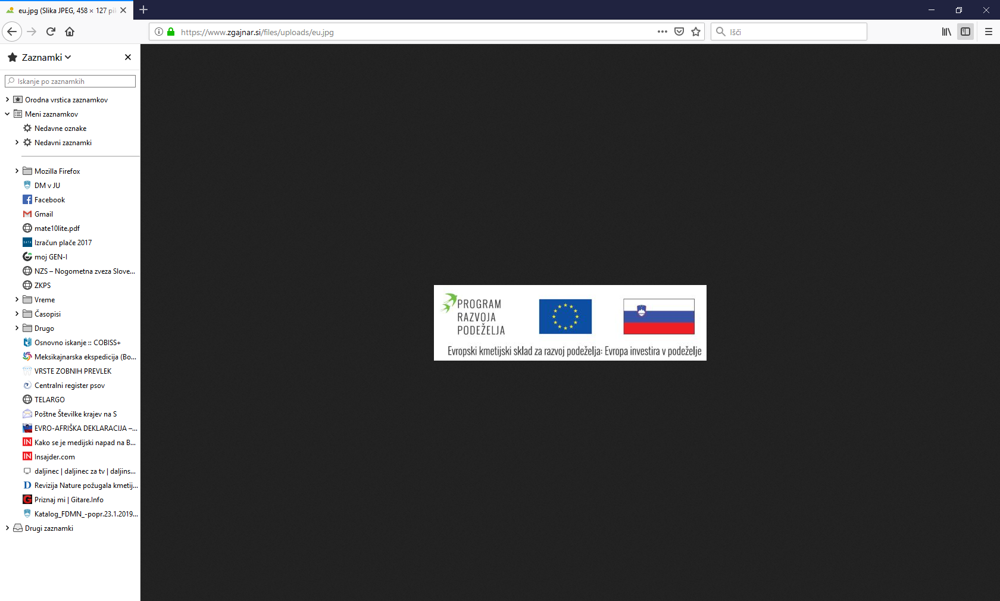 eu.jpg (Slika JPEG, 458 × 127 pik
https://www.zgajnar.si/files/uploads/eu.jpg
Išči
Zaznamki
Iskanje po zaznamkih
Orodna vrstica zaznamkov
Meni zaznamkov
Nedavne oznake
Nedavni zaznamki
Mozilla Firefox
DM v JU
Facebook
Gmail
mate10lite.pdf
DATA Izračun plače 2017
moj GEN-I
NZS – Nogometna zveza Slove...
ZKPS
Vreme
Časopisi
Drugo
Osnovno iskanje :: COBISS+
Meksikajnarska ekspedicija (Bo...
VRSTE ZOBNIH PREVLEK
Centralni register psov
TELARGO
Poštne Številke krajev na S
EVRO-AFRIŠKA DEKLARACIJA –...
IN Kako se je medijski napad na B...
IN Insajder.com
daljinec | daljinec za tv | daljins...
D Revizija Nature požugala kmetij...
G Priznaj mi | Gitare.Info
Katalog_FDMN_-popr.23.1.2019...
Drugi zaznamki
PROGRAM
RAZVOJA
PODEŽELJA
Evropski kmetijski sklad za razvoj podeželja: Evropa investira v podeželje